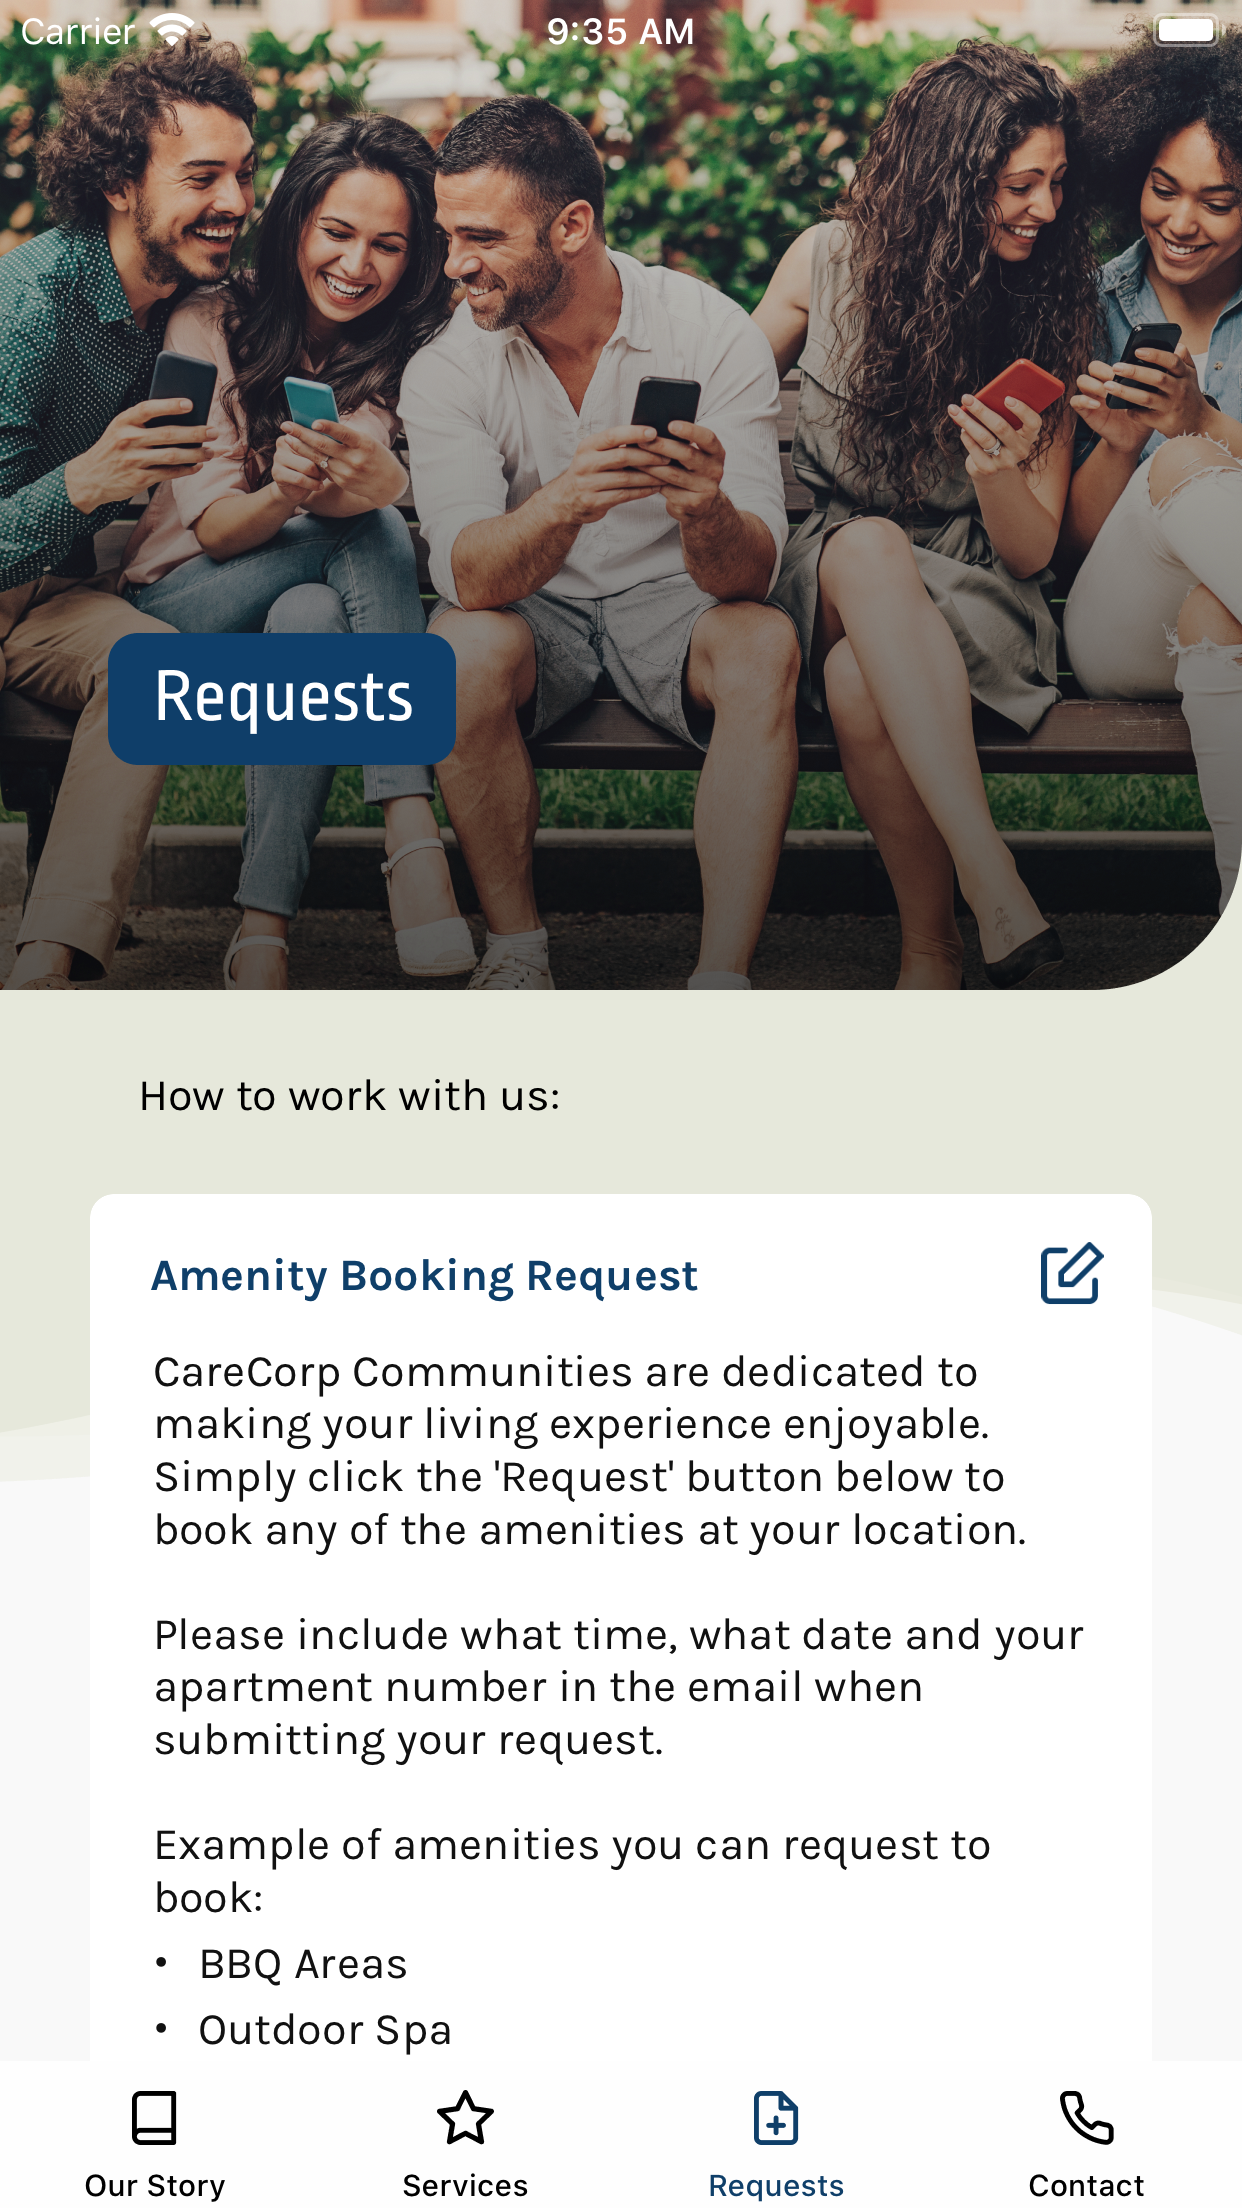 Carrier 9:35 AM
Requests
How to work with us:
Amenity Booking Request
CareCorp Communities are dedicated to
making your living experience enjoyable.
Simply click the 'Request' button below to
book any of the amenities at your location.
Please include what time, what date and your
apartment number in the email when
submitting your request.
Example of amenities you can request to
book:
• BBQ Areas
• Outdoor Spa
Our Story Services Requests Contact